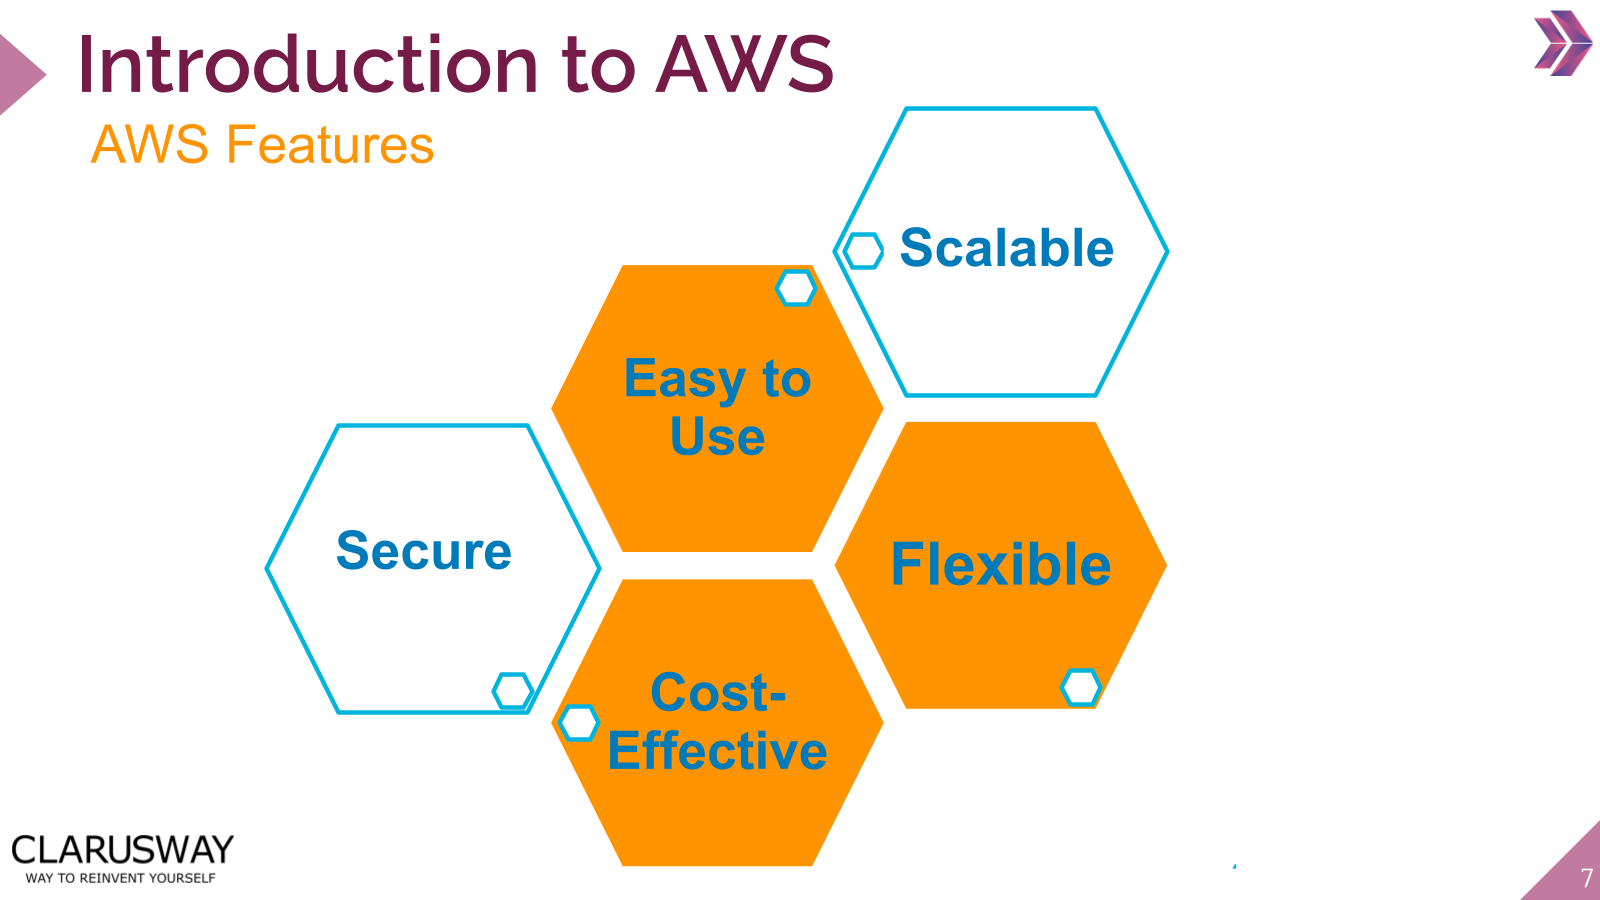 Introduction to AWS
AWS Features
Scalable
Easy to
Use
Secure
Flexible
Cost-
Effective
CLARUSWAY
WAY TO REINVENT YOURSELF
7